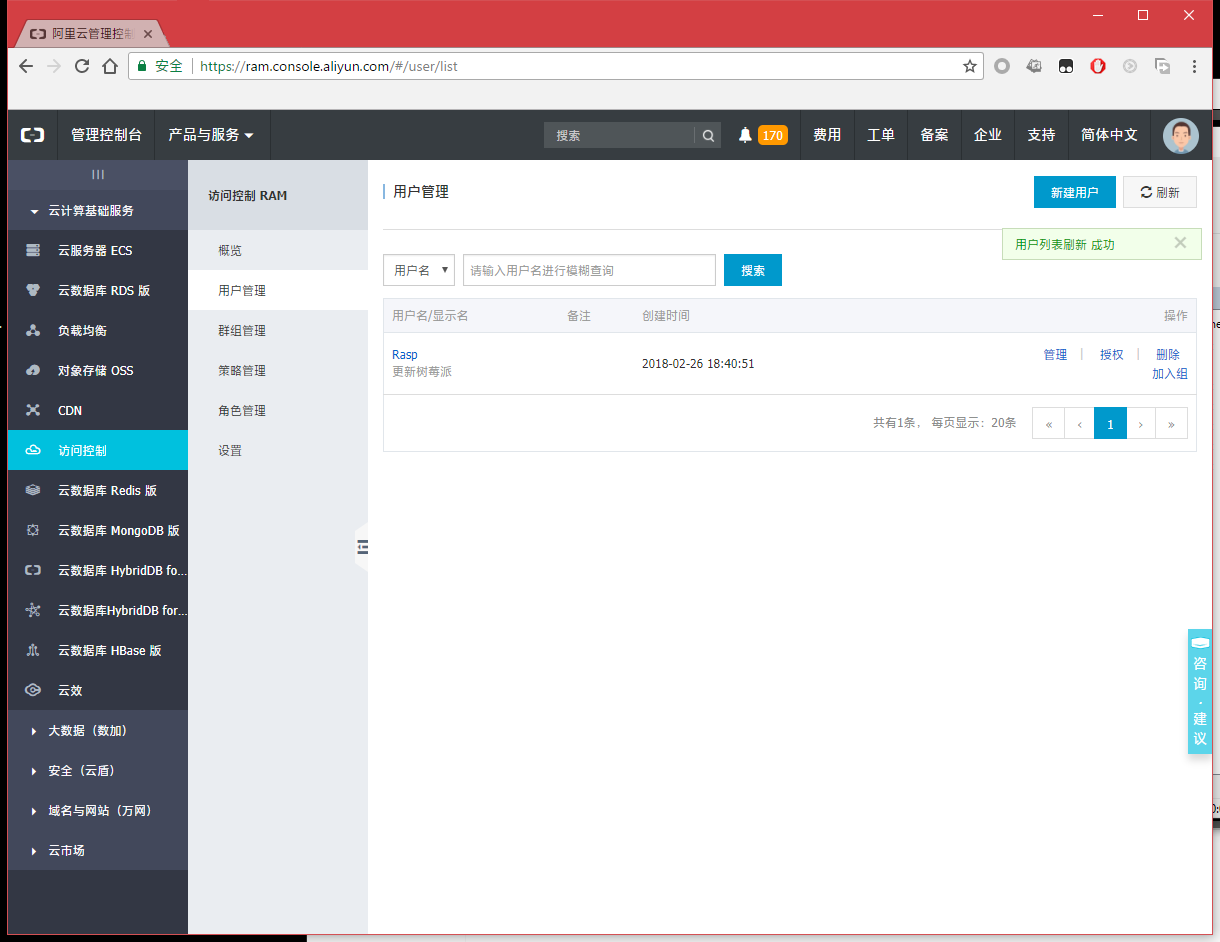 阿里云管理控制
安全
https://ram.console.aliyun.com/#/user/list
管理控制台
产品与服务
搜索
170
费用
工单
备案
企业
支持
简体中文
云计算基础服务
云服务器 ECS
云数据库 RDS 版
负载均衡
对象存储 OSS
CDN
访问控制
云数据库 Redis 版
云数据库 MongoDB 版
云数据库 HybridDB fo...
云数据库HybridDB for...
云数据库 HBase 版
云效
大数据（数加）
安全（云盾）
域名与网站（万网）
云市场
访问控制 RAM
概览
用户管理
群组管理
策略管理
角色管理
设置
用户管理
新建用户
刷新
用户列表刷新 成功
用户名
请输入用户名进行模糊查询
搜索
用户名/显示名 备注 创建时间 操作
Rasp
更新树莓派
2018-02-26 18:40:51
管理 | 授权 | 删除
加入组
共有1条， 每页显示：20条
« ‹ 1 › »
咨询·建议